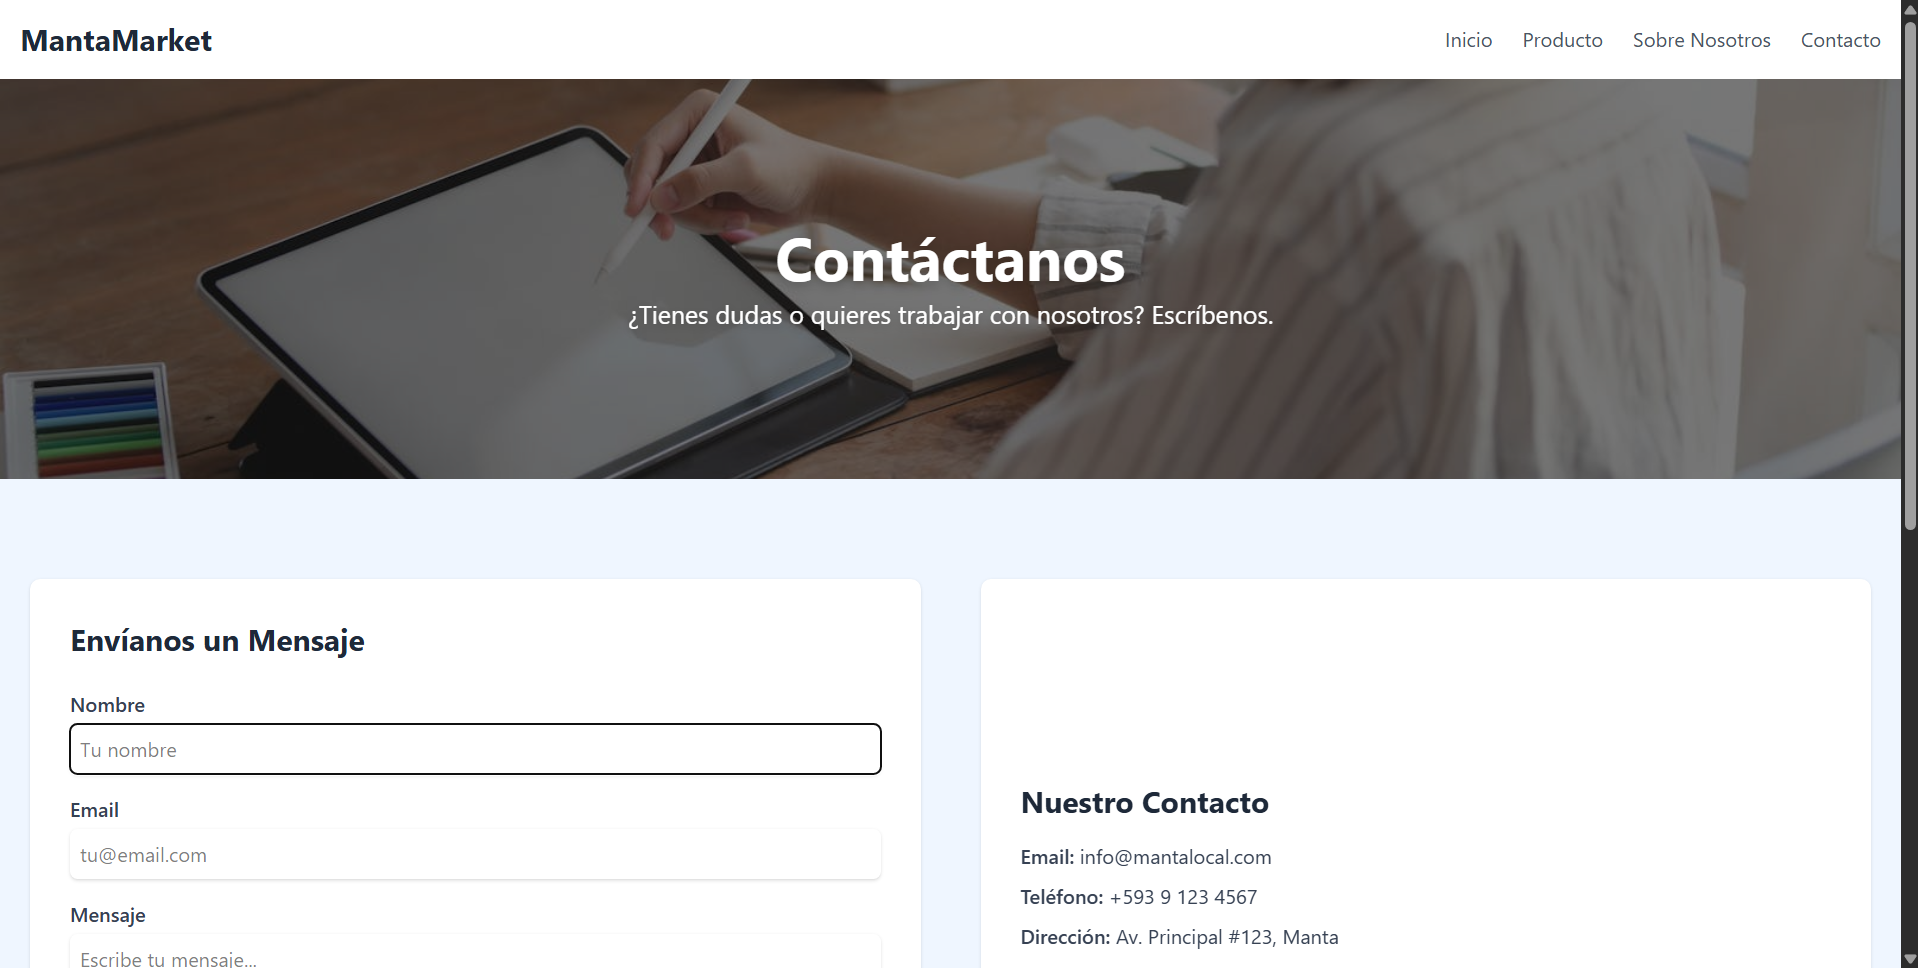 MantaMarket
Inicio
Producto
Sobre Nosotros
Contacto
Contáctanos
¿Tienes dudas o quieres trabajar con nosotros? Escríbenos.
Envíanos un Mensaje
Nombre
Tu nombre
Email
tu@email.com
Mensaje
Escribe tu mensaje...
Nuestro Contacto
Email: info@mantalocal.com
Teléfono: +593 9 123 4567
Dirección: Av. Principal #123, Manta